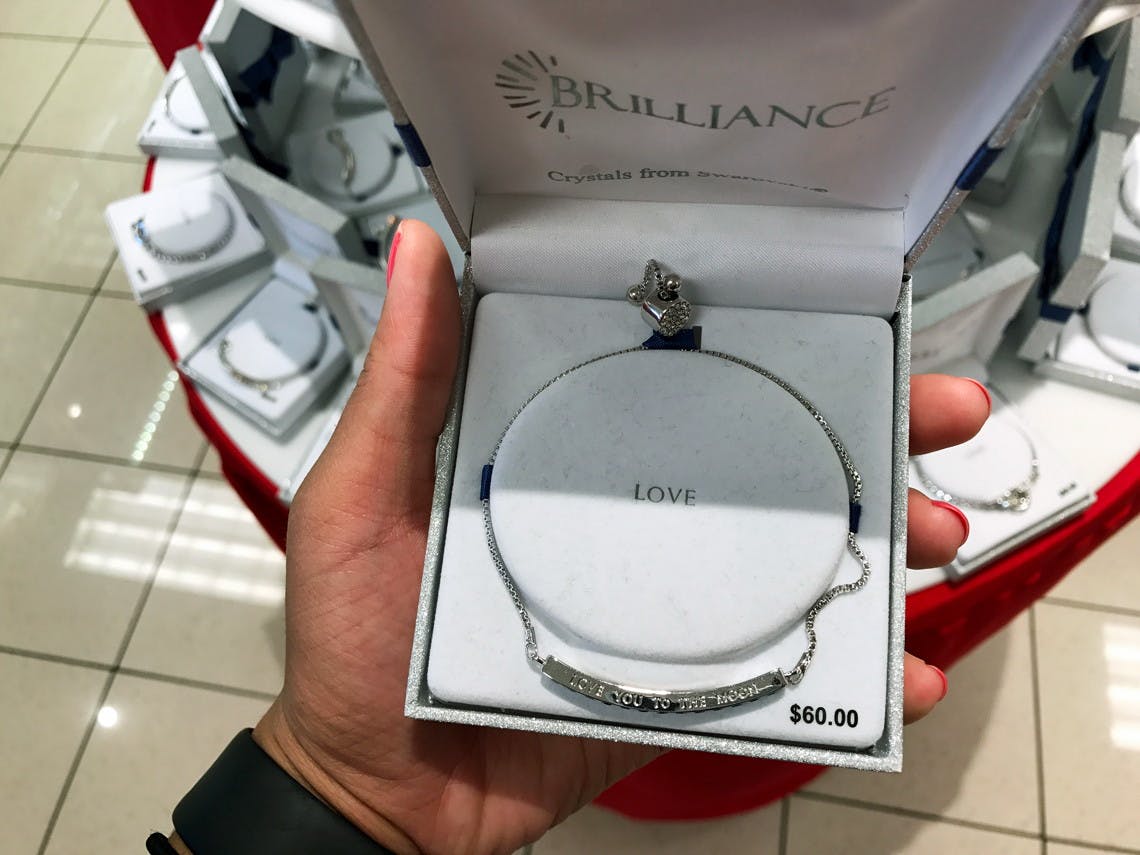 BRILLIANCE
Crystals from
LOVE
LOVE YOU TO THE MOON
$60.00